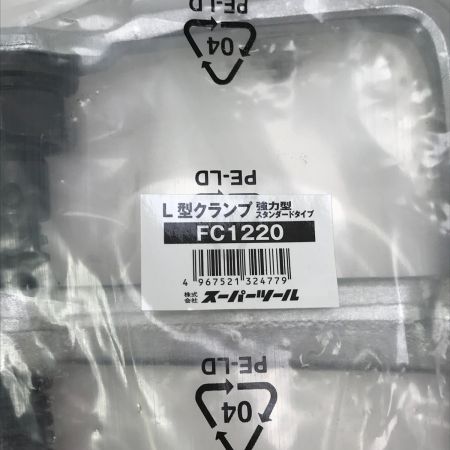 PE-LD
04
PE-LD
L型クランプ 強力型 スタンダードタイプ
FC1220
4 967521 324779
株式会社 スーパーツール
PE-LD
04